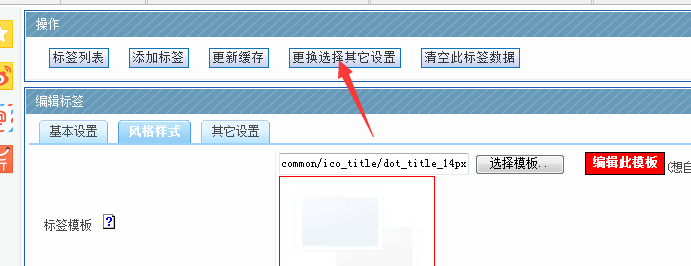 操作
标签列表 添加标签 更新缓存 更换选择其它设置 清空此标签数据
编辑标签
基本设置 风格样式 其它设置
common/ico_title/dot_title_14px 选择模板.. 编辑此模板 (想自
标签模板 ?